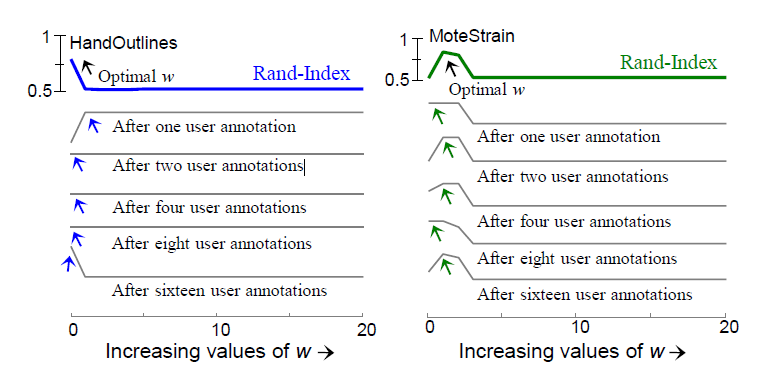 1
HandOutlines
Optimal w
Rand-Index
0.5
After one user annotation
After two user annotations
After four user annotations
After eight user annotations
After sixteen user annotations
0
10
20
Increasing values of w →
1
MoteStrain
Rand-Index
0.5
Optimal w
After one user annotation
After two user annotations
After four user annotations
After eight user annotations
After sixteen user annotations
0
10
20
Increasing values of w →